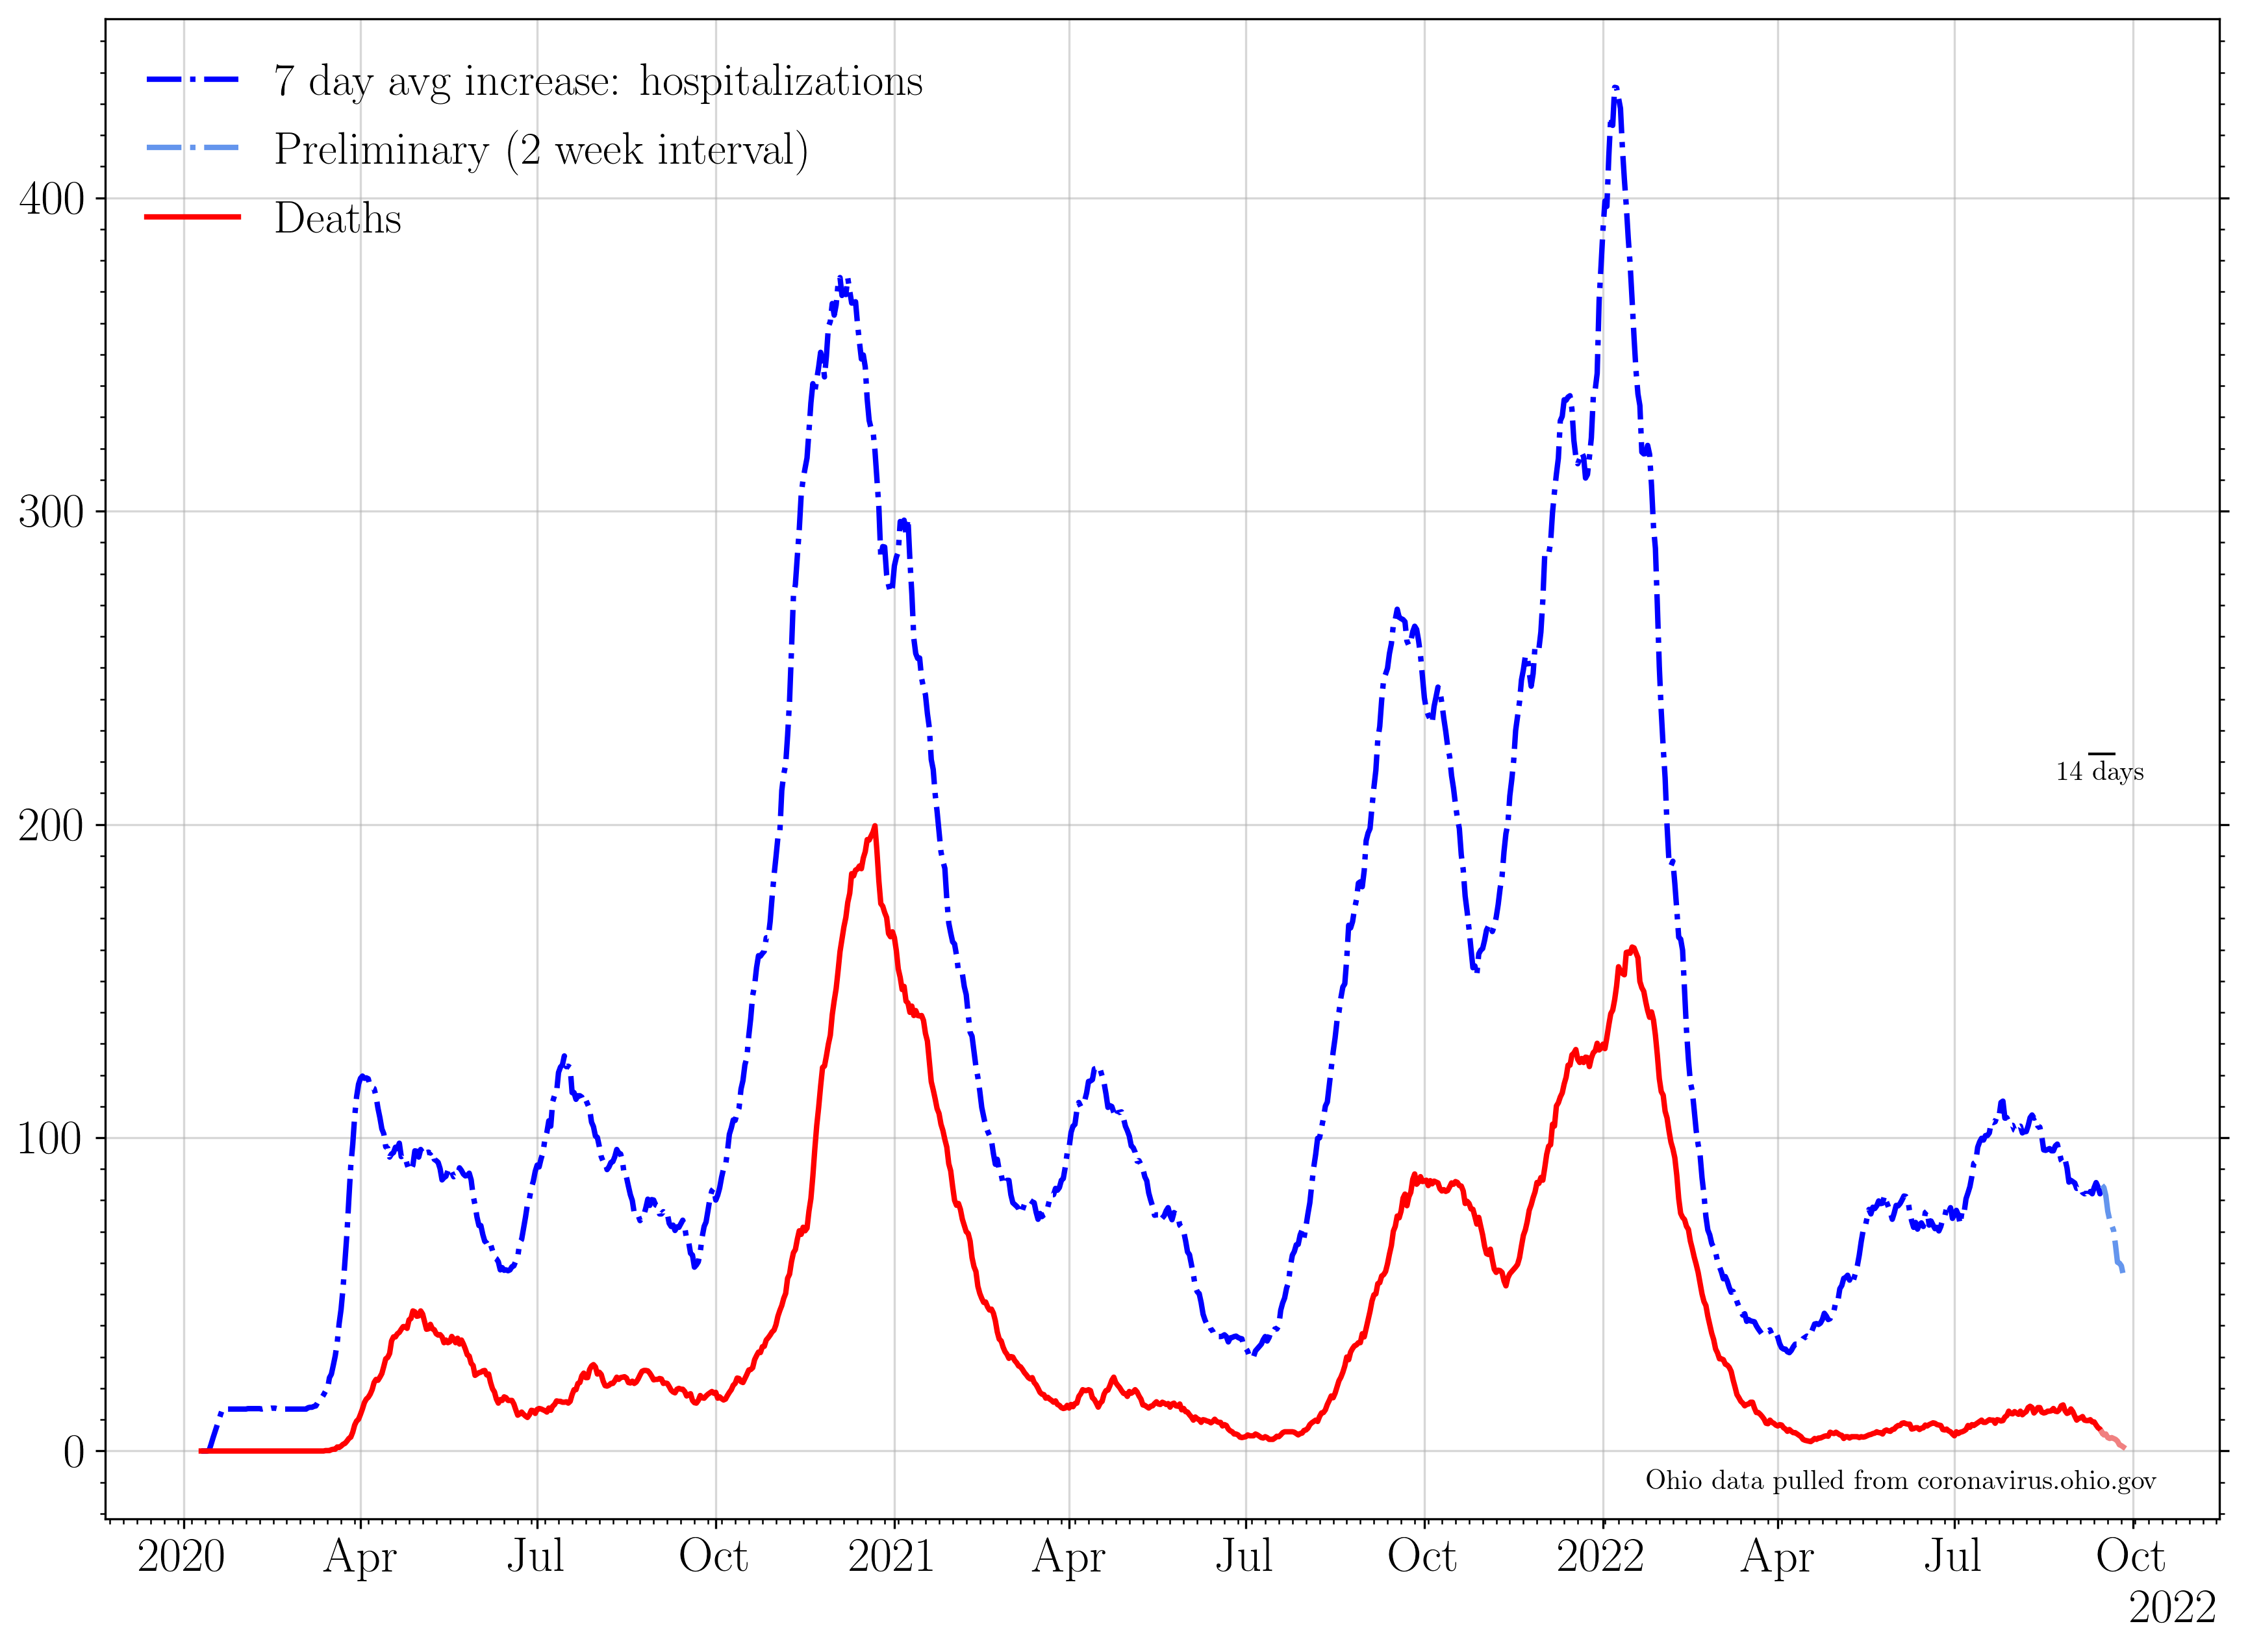 7 day avg increase: hospitalizations
Preliminary (2 week interval)
Deaths
400
300
200
100
0
14 days
Ohio data pulled from coronavirus.ohio.gov
2020 Apr Jul Oct 2021 Apr Jul Oct 2022 Apr Jul Oct
2022